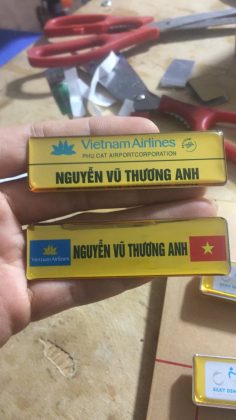 Vietnam Airlines
PHU CAT AIRPORTCORPORATION
NGUYỄN VŨ THƯƠNG ANH
Vietnam Airlines
NGUYỄN VŨ THƯƠNG ANH